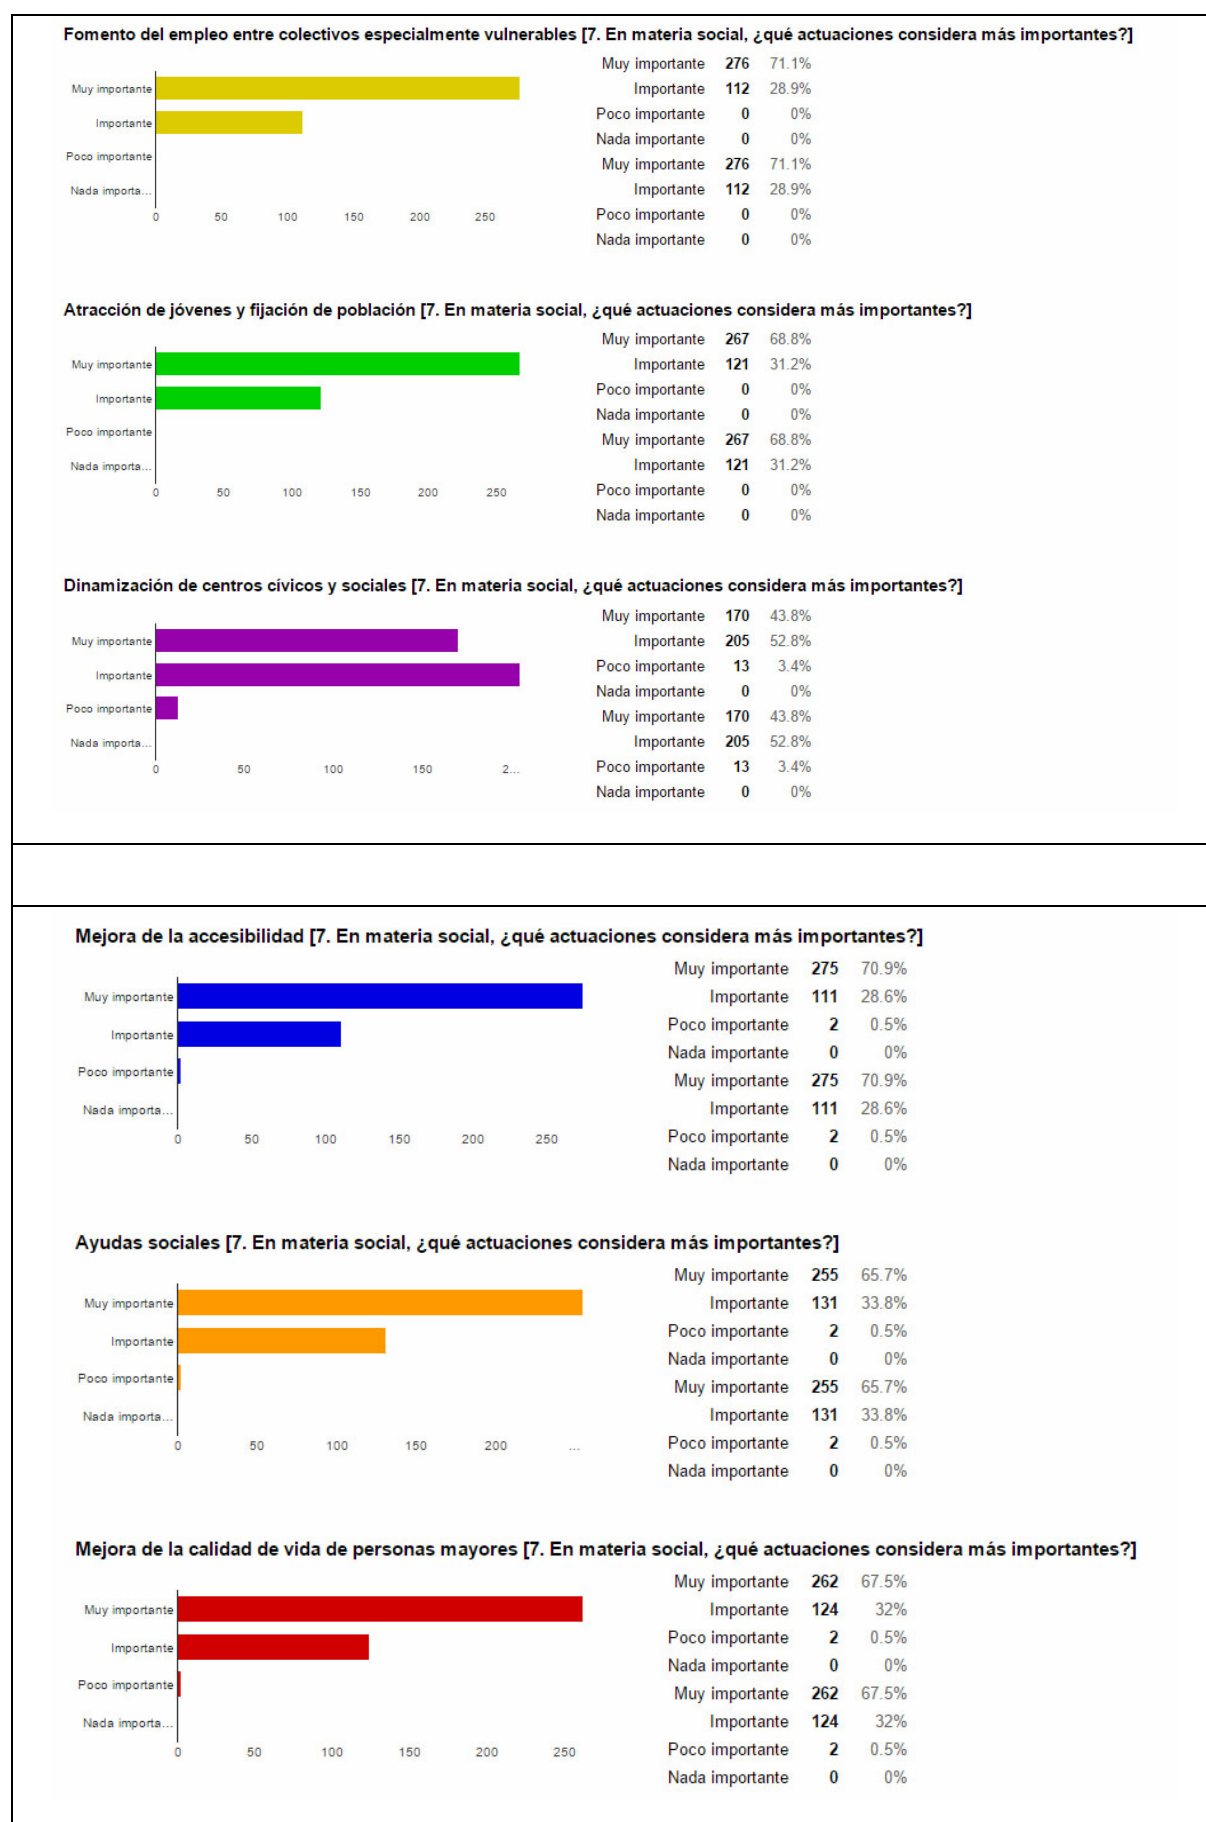 Fomento del empleo entre colectivos especialmente vulnerables [7. En materia social, ¿qué actuaciones considera más importantes?]
Muy importante
Importante
Poco importante
Nada importa...
0 50 100 150 200 250
Muy importante 276 71.1%
Importante 112 28.9%
Poco importante 0 0%
Nada importante 0 0%
Muy importante 276 71.1%
Importante 112 28.9%
Poco importante 0 0%
Nada importante 0 0%
Atracción de jóvenes y fijación de población [7. En materia social, ¿qué actuaciones considera más importantes?]
Muy importante
Importante
Poco importante
Nada importa...
0 50 100 150 200 250
Muy importante 267 68.8%
Importante 121 31.2%
Poco importante 0 0%
Nada importante 0 0%
Muy importante 267 68.8%
Importante 121 31.2%
Poco importante 0 0%
Nada importante 0 0%
Dinamización de centros cívicos y sociales [7. En materia social, ¿qué actuaciones considera más importantes?]
Muy importante
Importante
Poco importante
Nada importa...
0 50 100 150 2...
Muy importante 170 43.8%
Importante 205 52.8%
Poco importante 13 3.4%
Nada importante 0 0%
Muy importante 170 43.8%
Importante 205 52.8%
Poco importante 13 3.4%
Nada importante 0 0%
Mejora de la accesibilidad [7. En materia social, ¿qué actuaciones considera más importantes?]
Muy importante
Importante
Poco importante
Nada importa...
0 50 100 150 200 250
Muy importante 275 70.9%
Importante 111 28.6%
Poco importante 2 0.5%
Nada importante 0 0%
Muy importante 275 70.9%
Importante 111 28.6%
Poco importante 2 0.5%
Nada importante 0 0%
Ayudas sociales [7. En materia social, ¿qué actuaciones considera más importantes?]
Muy importante
Importante
Poco importante
Nada importa...
0 50 100 150 200 ...
Muy importante 255 65.7%
Importante 131 33.8%
Poco importante 2 0.5%
Nada importante 0 0%
Muy importante 255 65.7%
Importante 131 33.8%
Poco importante 2 0.5%
Nada importante 0 0%
Mejora de la calidad de vida de personas mayores [7. En materia social, ¿qué actuaciones considera más importantes?]
Muy importante
Importante
Poco importante
Nada importa...
0 50 100 150 200 250
Muy importante 262 67.5%
Importante 124 32%
Poco importante 2 0.5%
Nada importante 0 0%
Muy importante 262 67.5%
Importante 124 32%
Poco importante 2 0.5%
Nada importante 0 0%